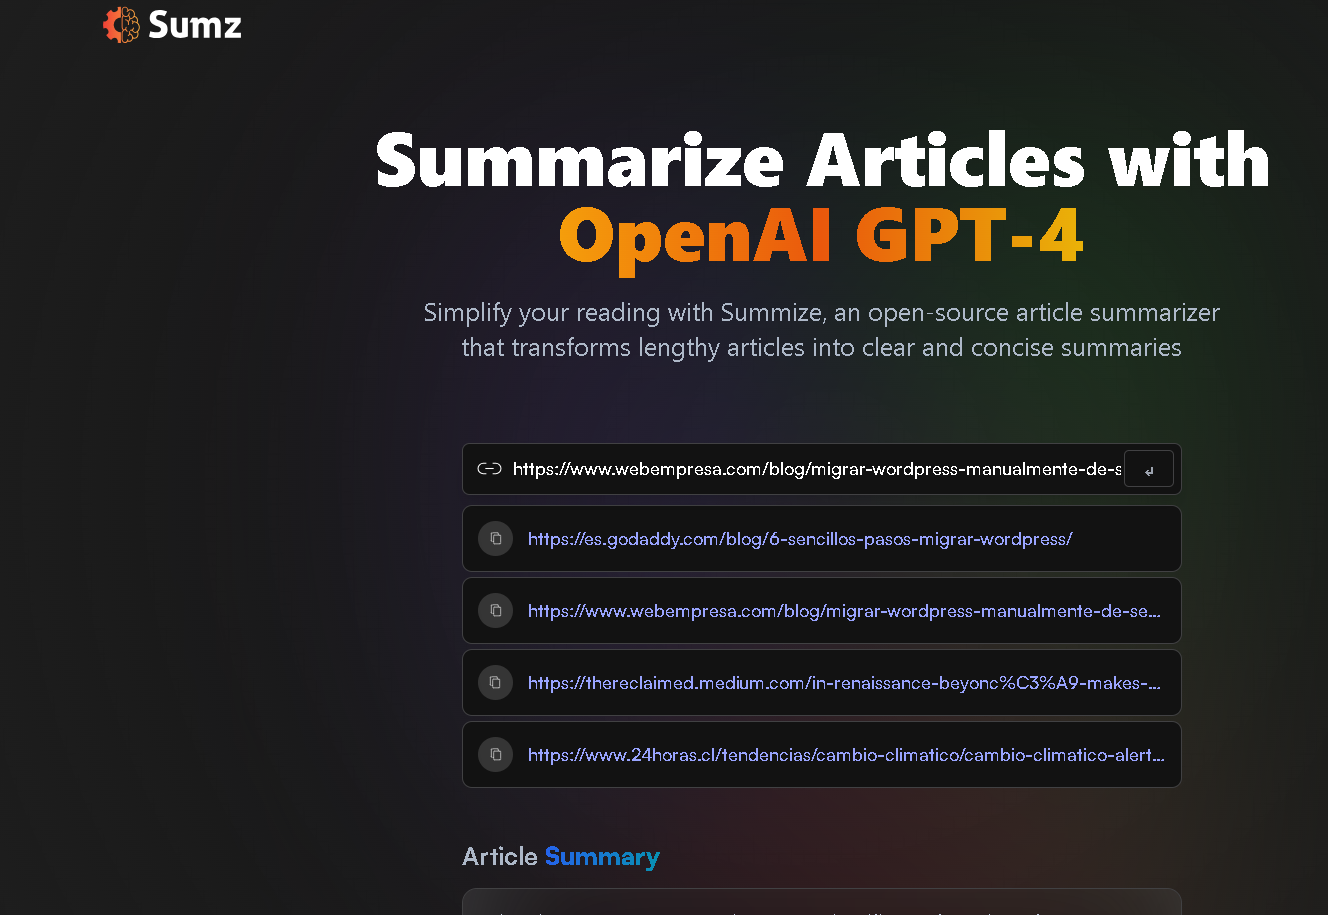 Sumz
Summarize Articles with
OpenAI GPT-4
Simplify your reading with Summize, an open-source article summarizer
that transforms lengthy articles into clear and concise summaries
https://www.webempresa.com/blog/migrar-wordpress-manualmente-de-s
https://es.godaddy.com/blog/6-sencillos-pasos-migrar-wordpress/
https://www.webempresa.com/blog/migrar-wordpress-manualmente-de-se...
https://thereclaimed.medium.com/in-renaissance-beyonc%C3%A9-makes-...
https://www.24horas.cl/tendencias/cambio-climatico/cambio-climatico-alert...
Article Summary